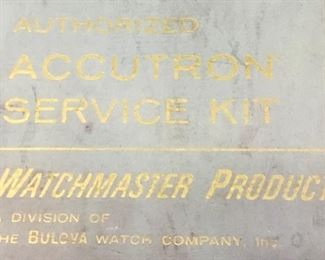 AUTHORIZED
ACCUTRON
SERVICE KIT
WATCHMASTER PRODUC
A DIVISION OF
HE BULOVA WATCH COMPANY, Inc.